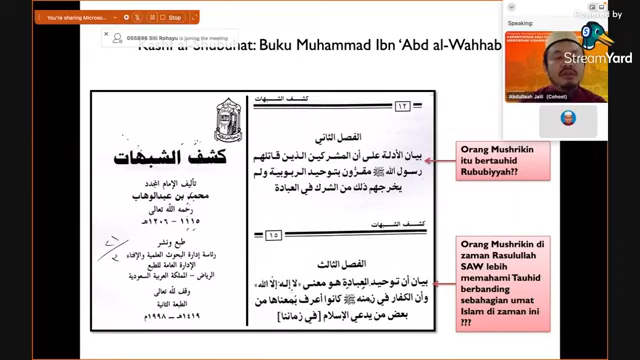 You're sharing Microso...
Stop
055896 Siti Rohayu is joining the meeting
Kashf al-Shubuhat: Buku Muhammad Ibn 'Abd al-Wahhab
Speaking:
Abdullaah Jalil (Cohost)
Powered by
StreamYard
كشف الشبهات
تأليف الإمام المجدد
محمد بن عبدالوهاب
رحمه الله تعالى
١١١٥ - ١٢٠٦هـ
طبع ونشر
رئاسة إدارة البحوث العلمية والإفتاء
الإدارة العامة للطبع
الرياض - المملكة العربية السعودية
وقف لله تعالى
الطبعة الثانية
١٤١٩هـ - ١٩٩٨م
كشف الشبهات
١٢
الفصل الثاني
بيان الأدلة على أن المشركين الذين قاتلهم
رسول الله ﷺ مقرّون بتوحيد الربوبية ولم
يخرجهم ذلك من الشرك في العبادة
كشف الشبهات
١٥
الفصل الثالث
بيان أن توحيد العبادة هو معنى «لا إله إلا الله»
وأن الكفار في زمنه ﷺ كانوا أعرف بمعناها من
بعض من يدعي الإسلام [في زماننا]
Orang Mushrikin
itu bertauhid
Rububiyyah??
Orang Mushrikin di
zaman Rasulullah
SAW lebih
memahami Tauhid
berbanding
sebahagian umat
Islam di zaman ini
???